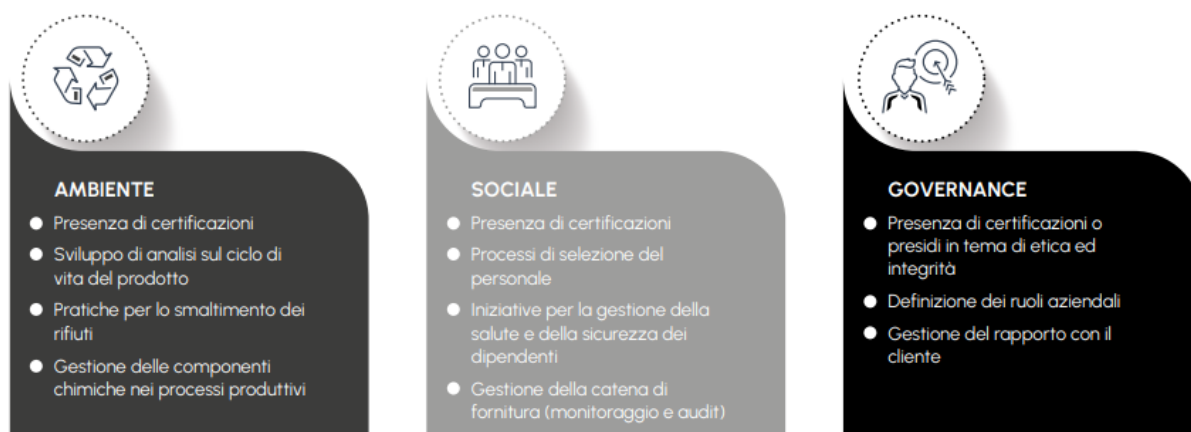 AMBIENTE
Presenza di certificazioni
Sviluppo di analisi sul ciclo di
vita del prodotto
Pratiche per lo smaltimento dei
rifiuti
Gestione delle componenti
chimiche nei processi produttivi
SOCIALE
Presenza di certificazioni
Processi di selezione del
personale
Iniziative per la gestione della
salute e della sicurezza dei
dipendenti
Gestione della catena di
fornitura (monitoraggio e audit)
GOVERNANCE
Presenza di certificazioni o
presidi in tema di etica ed
integrità
Definizione dei ruoli aziendali
Gestione del rapporto con il
cliente